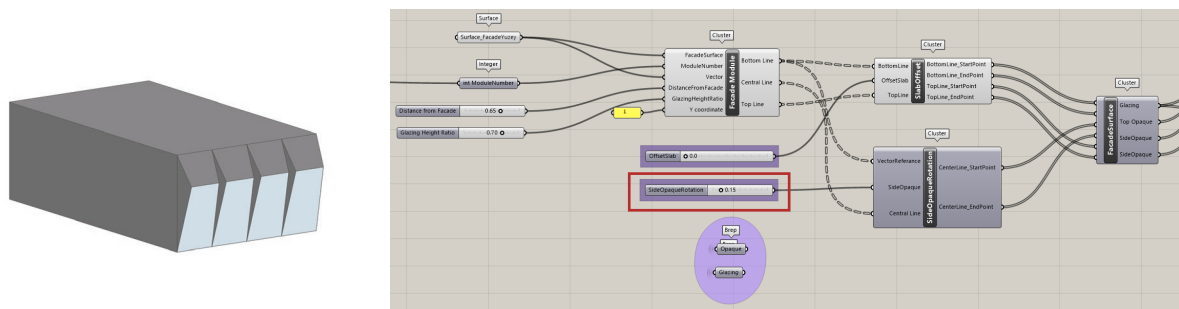 Surface
Surface_FacadeYuzey
Integer
int ModuleNumber
Distance from Facade 0.65
Glazing Height Ratio 0.70
1
Cluster
FacadeSurface
ModuleNumber
Vector
DistanceFromFacade
GlazingHeightRatio
Y coordinate
Facade Module
Bottom Line
Central Line
Top Line
OffsetSlab 0.0
SideOpaqueRotation 0.15
Brep
Opaque
Glazing
Cluster
BottomLine
OffsetSlab
TopLine
SlabOffset
BottomLine_StartPoint
BottomLine_EndPoint
TopLine_StartPoint
TopLine_EndPoint
Cluster
VectorRefenance
SideOpaque
Central Line
SideOpaqueRotation
CenterLine_StartPoint
CenterLine_EndPoint
Cluster
FacadeSurface
Glazing
Top Opaque
SideOpaque
SideOpaque